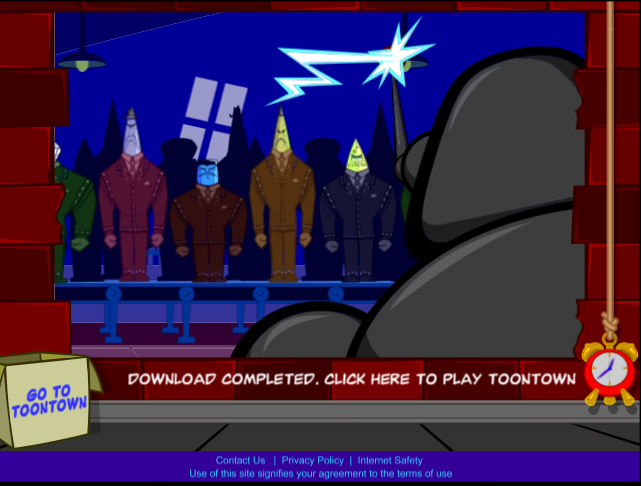 DOWNLOAD COMPLETED. CLICK HERE TO PLAY TOONTOWN
GO TO
TOONTOWN
Contact Us | Privacy Policy | Internet Safety
Use of this site signifies your agreement to the terms of use